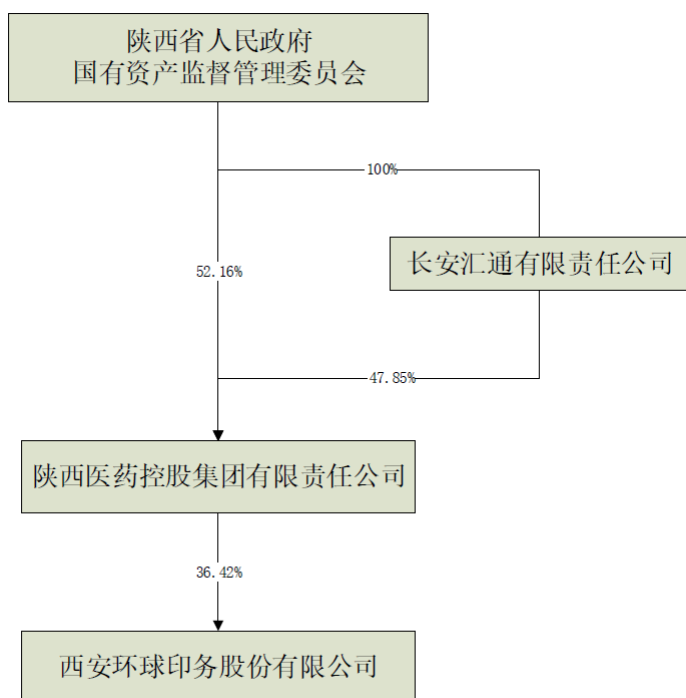 陕西省人民政府
国有资产监督管理委员会
100%
长安汇通有限责任公司
52.16%
47.85%
陕西医药控股集团有限责任公司
36.42%
西安环球印务股份有限公司